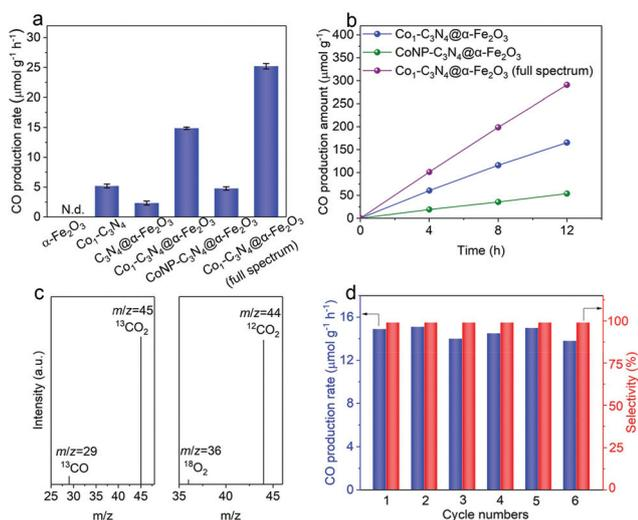 a
CO production rate (μmol g⁻¹ h⁻¹)
30
25
20
15
10
5
0
N.d.
α-Fe₂O₃
Co₁-C₃N₄
C₃N₄@α-Fe₂O₃
Co₁-C₃N₄@α-Fe₂O₃
CoNP-C₃N₄@α-Fe₂O₃
Co₁-C₃N₄@α-Fe₂O₃
(full spectrum)
b
CO production amount (μmol g⁻¹)
400
350
300
250
200
150
100
50
0
Co₁-C₃N₄@α-Fe₂O₃
CoNP-C₃N₄@α-Fe₂O₃
Co₁-C₃N₄@α-Fe₂O₃ (full spectrum)
0 4 8 12
Time (h)
c
Intensity (a.u.)
m/z=45
¹³CO₂
m/z=29
¹³CO
25 30 35 40 45
m/z
m/z=44
¹²CO₂
m/z=36
¹⁸O₂
35 40 45
m/z
d
CO production rate (μmol g⁻¹ h⁻¹)
16
12
8
4
0
1 2 3 4 5 6
Cycle numbers
100
75
50
25
0
Selectivity (%)